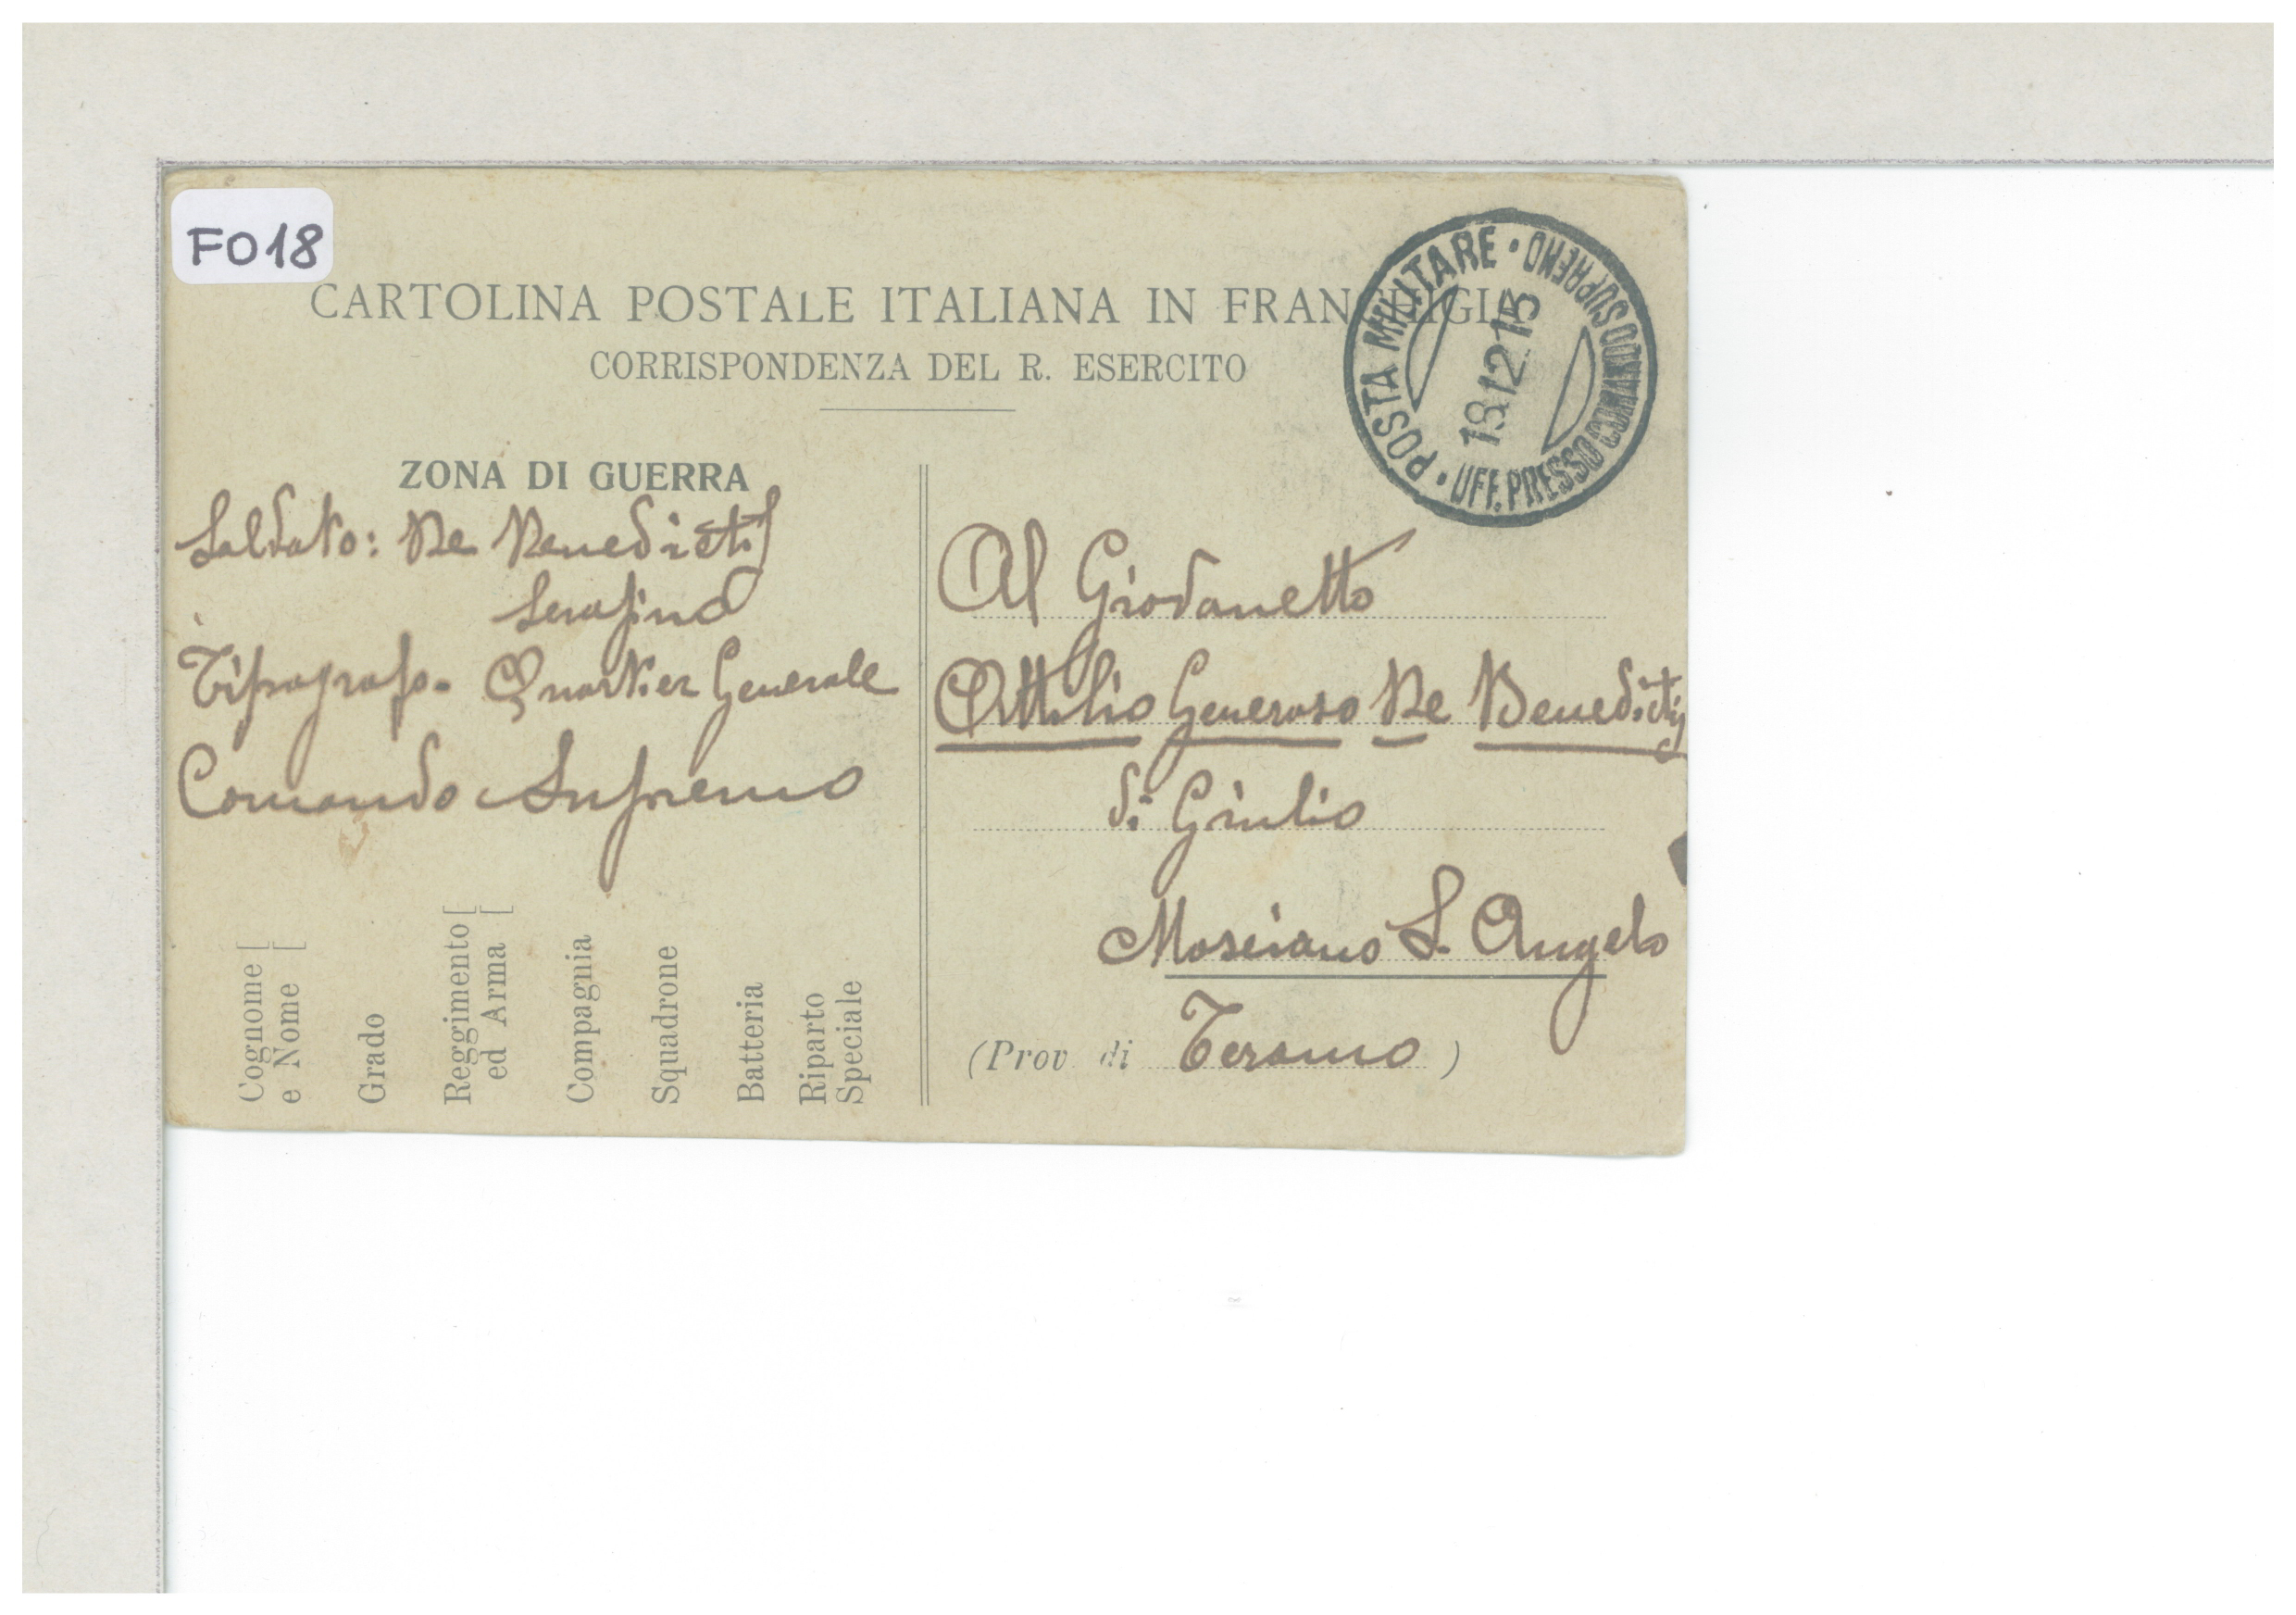 F018
CARTOLINA POSTALE ITALIANA IN FRANCHIGIA
CORRISPONDENZA DEL R. ESERCITO
POSTA MILITARE · UFF. PRESSO COMANDO SUPREMO ·
18.12.15
ZONA DI GUERRA
Soldato: De Benedictis
Serafino
Tipografo - Quartier Generale
Comando Supremo
Cognome e Nome
Grado
Reggimento ed Arma
Compagnia
Squadrone
Batteria
Riparto Speciale
Al Giodanetto
Attilio Generoso De Benedictis
di Giulio
Mosciano S. Angelo
(Prov di Teramo)